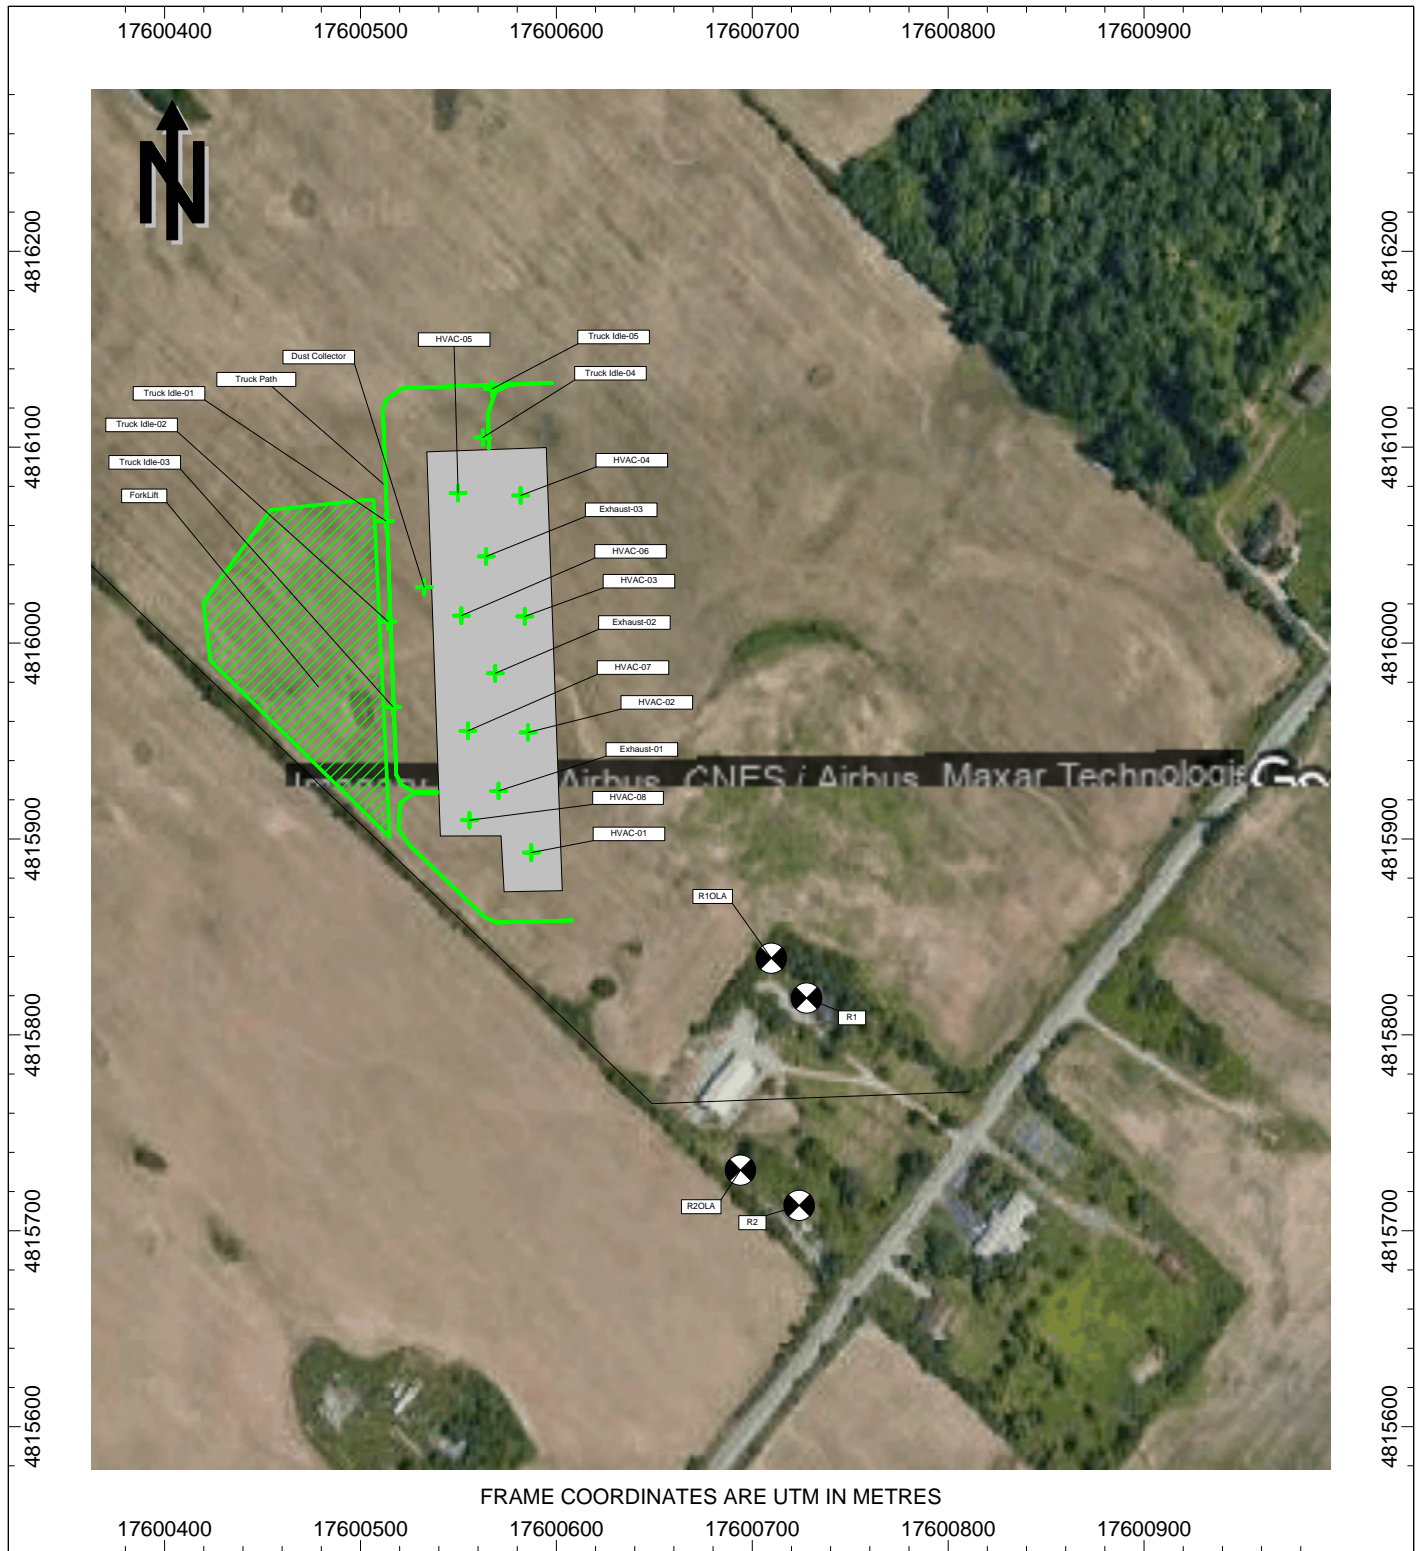 17600400 17600500 17600600 17600700 17600800 17600900
N
4816200 4816200
HVAC-05
Truck Idle-05
Dust Collector
Truck Idle-04
Truck Path
Truck Idle-01
Truck Idle-02
4816100 4816100
Truck Idle-03
HVAC-04
ForkLift
Exhaust-03
HVAC-06
HVAC-03
Exhaust-02
4816000 4816000
HVAC-07
HVAC-02
Exhaust-01
Airbus, CNES / Airbus, Maxar Technologie
HVAC-08
HVAC-01
4815900 4815900
R1OLA
R1
4815800 4815800
R2OLA
R2
4815700 4815700
4815600 4815600
FRAME COORDINATES ARE UTM IN METRES
17600400 17600500 17600600 17600700 17600800 17600900